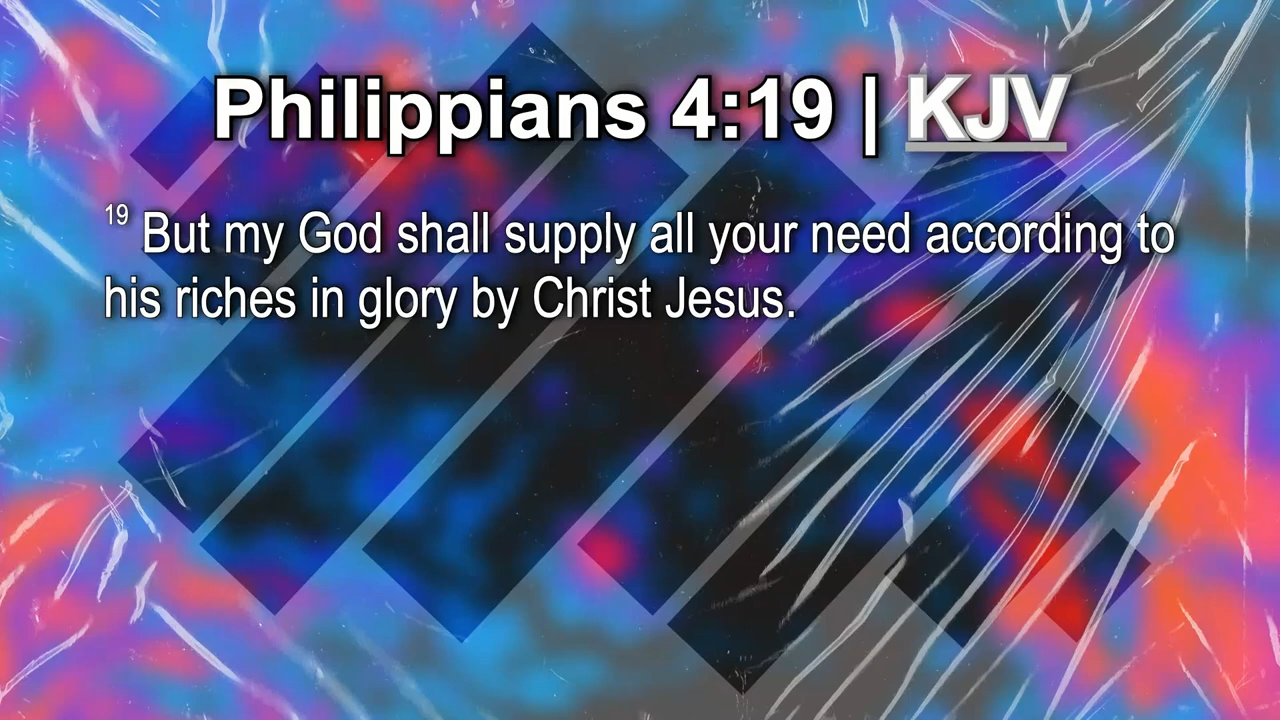 Philippians 4:19 | KJV
19 But my God shall supply all your need according to
his riches in glory by Christ Jesus.